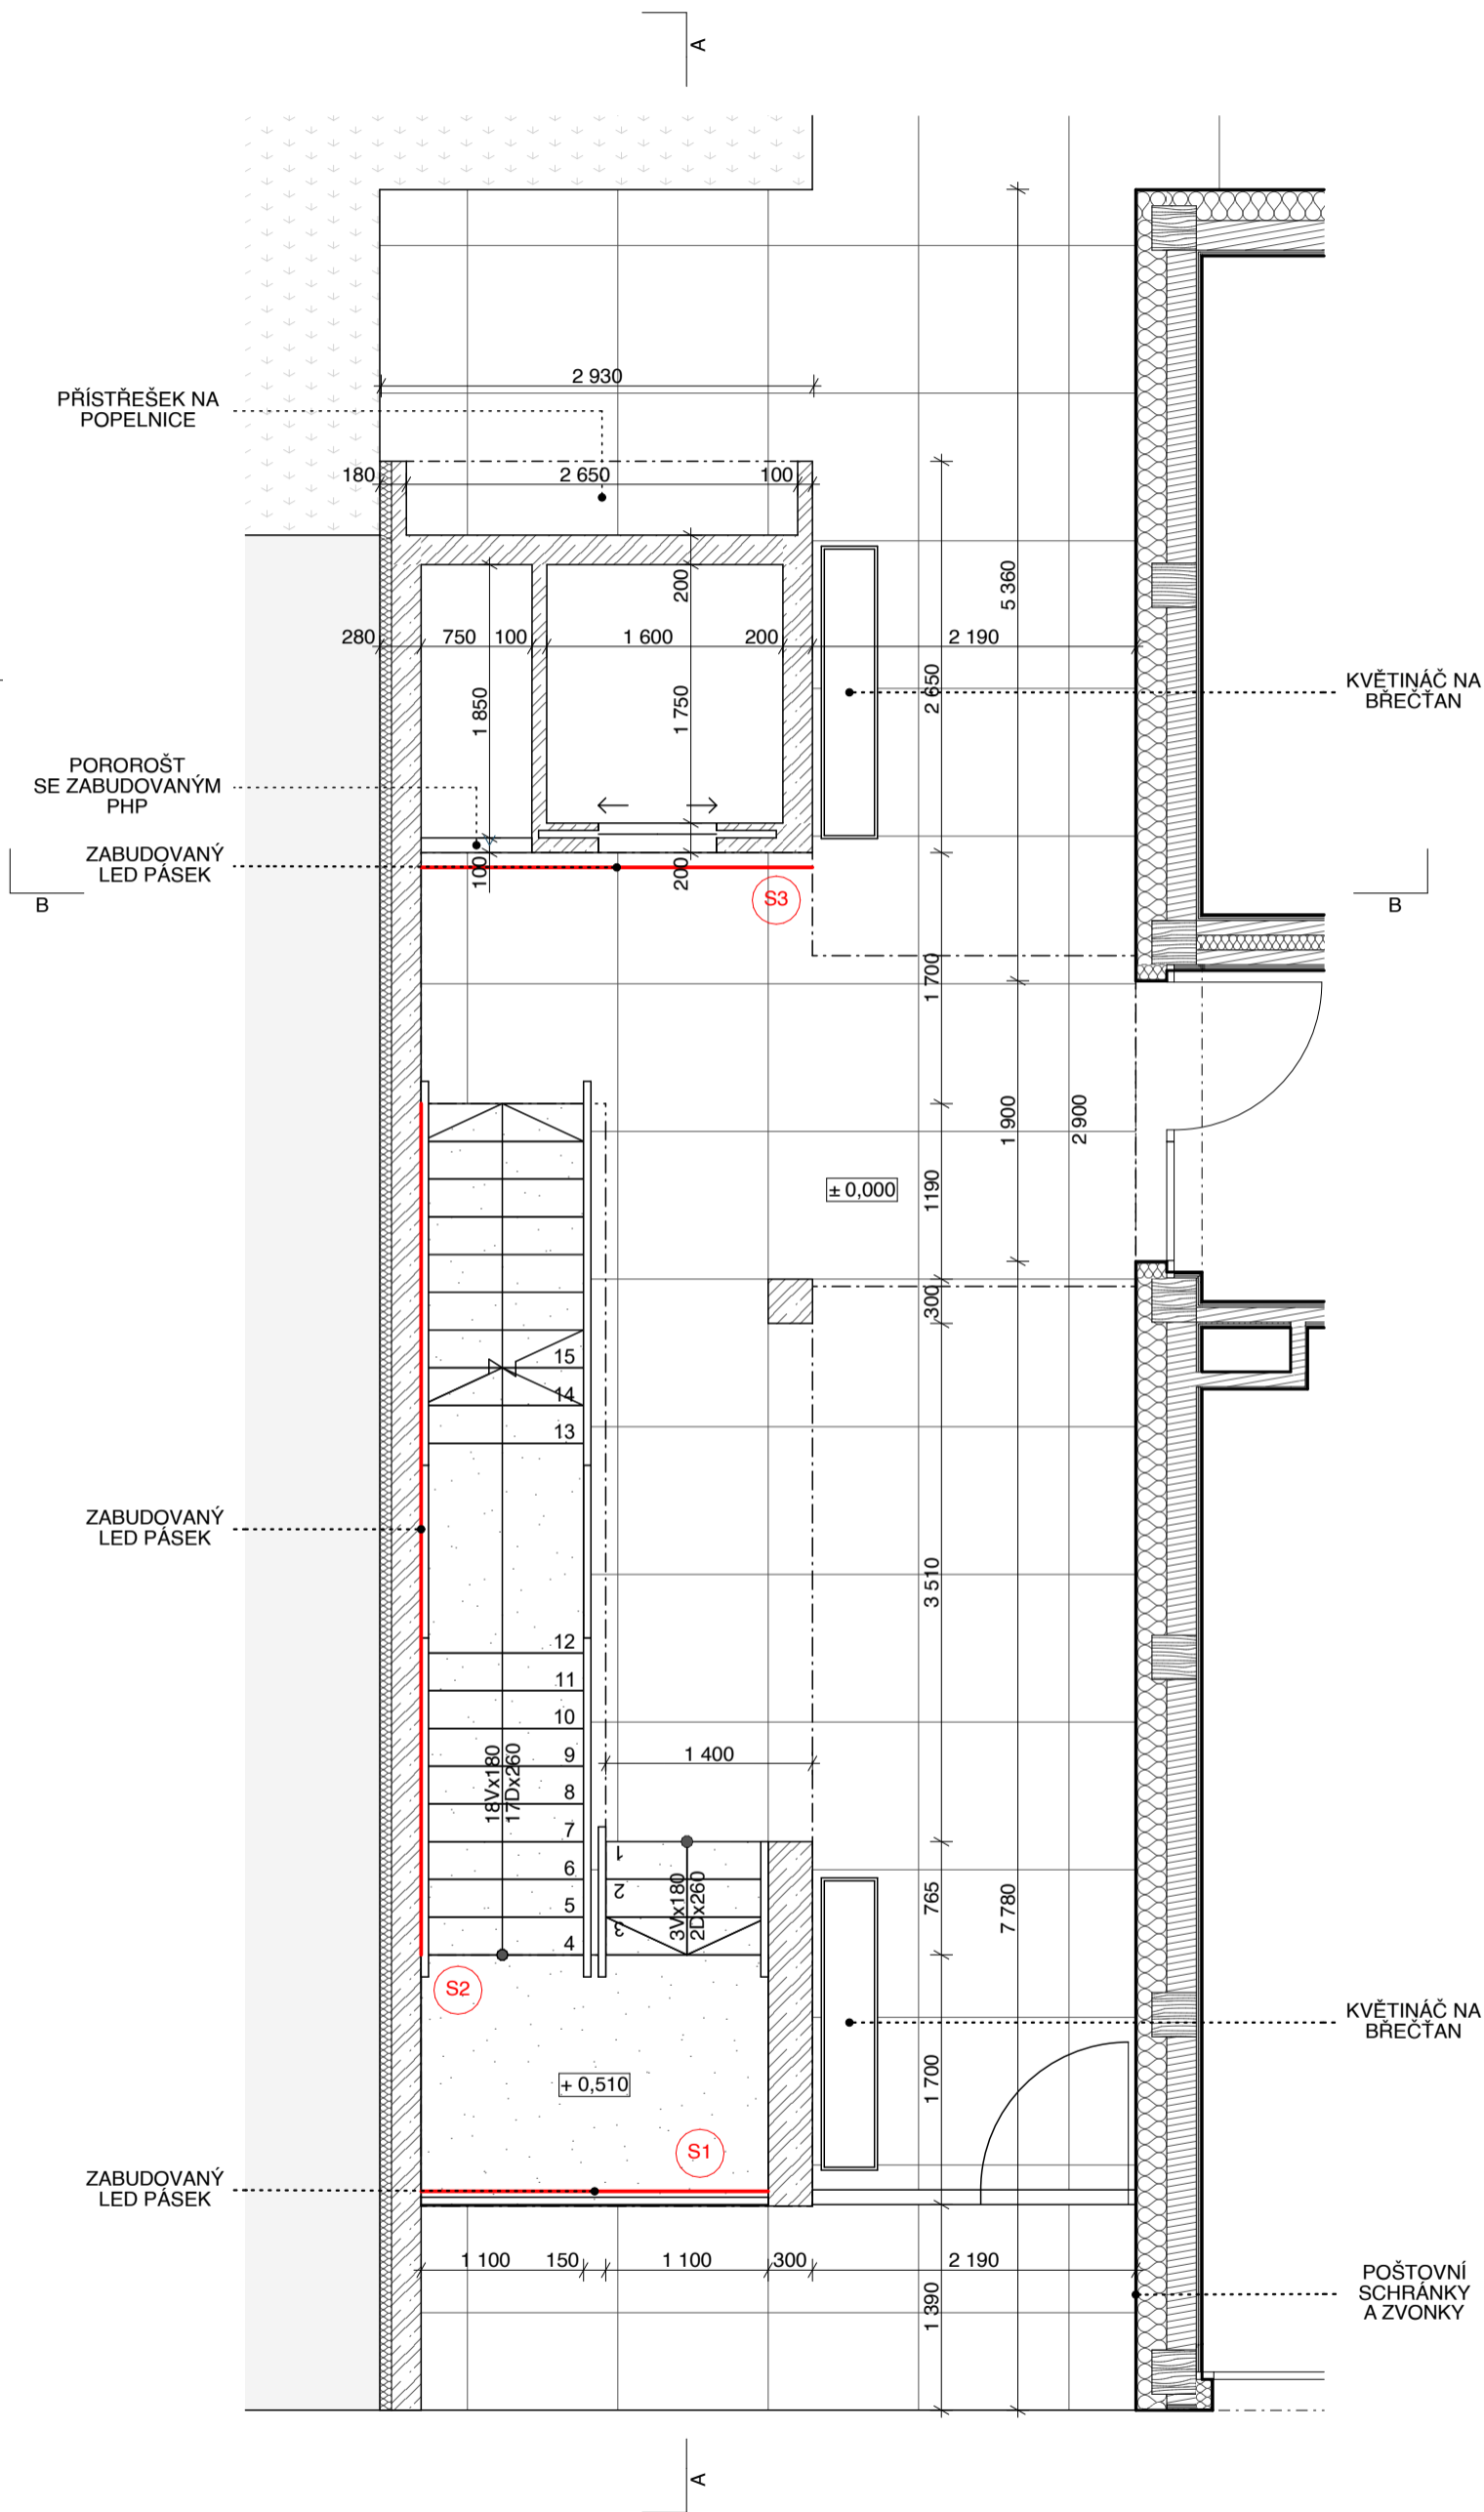 A
2 930
PŘÍSTŘEŠEK NA
POPELNICE
180
2 650
100
200
5 360
280
750
100
1 600
200
2 190
2 650
1 850
1 750
KVĚTINÁČ NA
BŘEČŤAN
POROROŠT
SE ZABUDOVANÝM
PHP
ZABUDOVANÝ
LED PÁSEK
100
200
S3
B
B
1 700
1 900
2 900
1190
± 0,000
300
15
14
13
ZABUDOVANÝ
LED PÁSEK
3 510
12
11
10
9
8
7
6
5
4
18Vx180
17Dx260
1 400
1
2
3
3Vx180
2Dx260
765
7 780
S2
KVĚTINÁČ NA
BŘEČŤAN
+ 0,510
1 700
S1
ZABUDOVANÝ
LED PÁSEK
1 100
150
1 100
300
2 190
1 390
POŠTOVNÍ
SCHRÁNKY
A ZVONKY
A